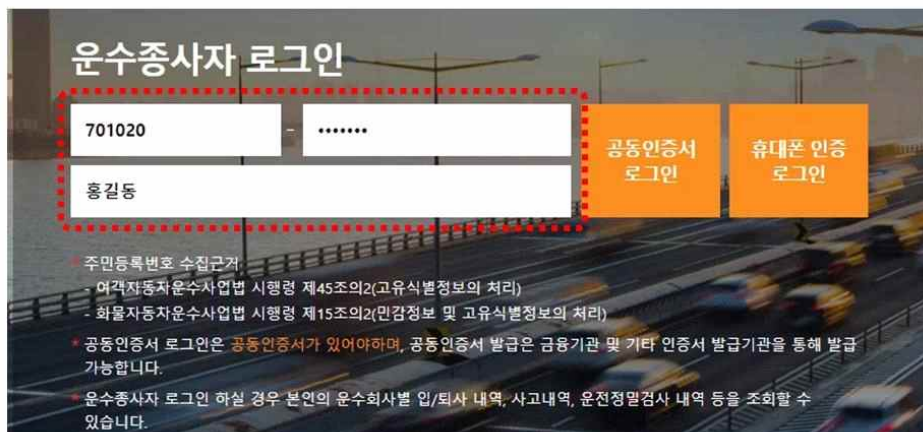 운수종사자 로그인
701020 - •••••••
홍길동
공동인증서
로그인
휴대폰 인증
로그인
* 주민등록번호 수집근거
- 여객자동차운수사업법 시행령 제45조의2(고유식별정보의 처리)
- 화물자동차운수사업법 시행령 제15조의2(민감정보 및 고유식별정보의 처리)
* 공동인증서 로그인은 공동인증서가 있어야하며, 공동인증서 발급은 금융기관 및 기타 인증서 발급기관을 통해 발급
가능합니다.
* 운수종사자 로그인 하실 경우 본인의 운수회사별 입/퇴사 내역, 사고내역, 운전정밀검사 내역 등을 조회할 수
있습니다.